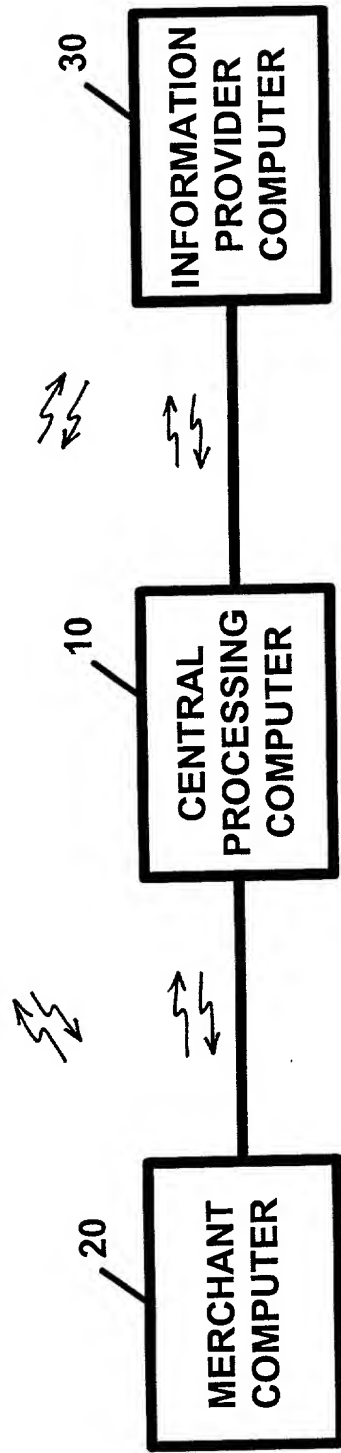 20
MERCHANT
COMPUTER
10
CENTRAL
PROCESSING
COMPUTER
30
INFORMATION
PROVIDER
COMPUTER